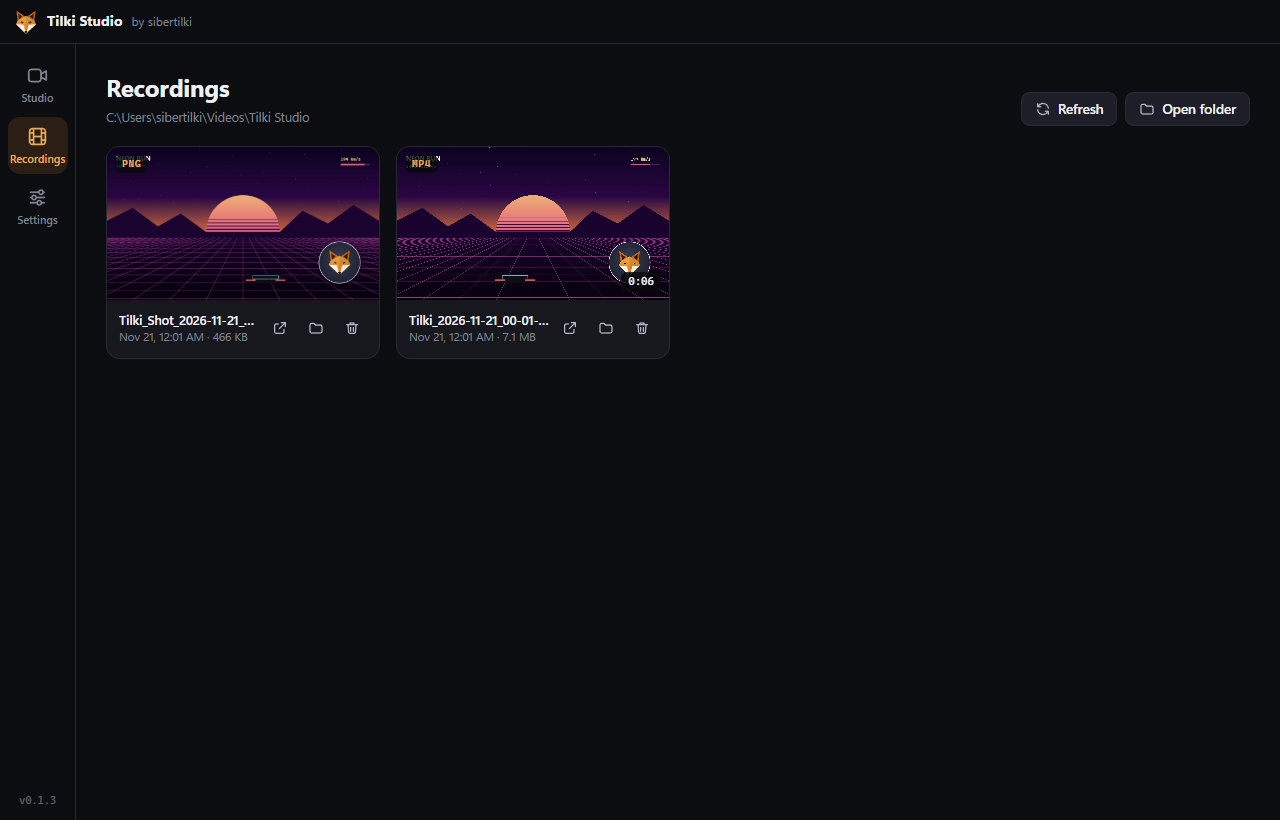 Tilki Studio by sibertilki
Studio
Recordings
Settings
Recordings
C:\Users\sibertilki\Videos\Tilki Studio
Refresh
Open folder
PNG
MP4
0:06
Tilki_Shot_2026-11-21_...
Nov 21, 12:01 AM · 466 KB
Tilki_2026-11-21_00-01-...
Nov 21, 12:01 AM · 7.1 MB
v0.1.3